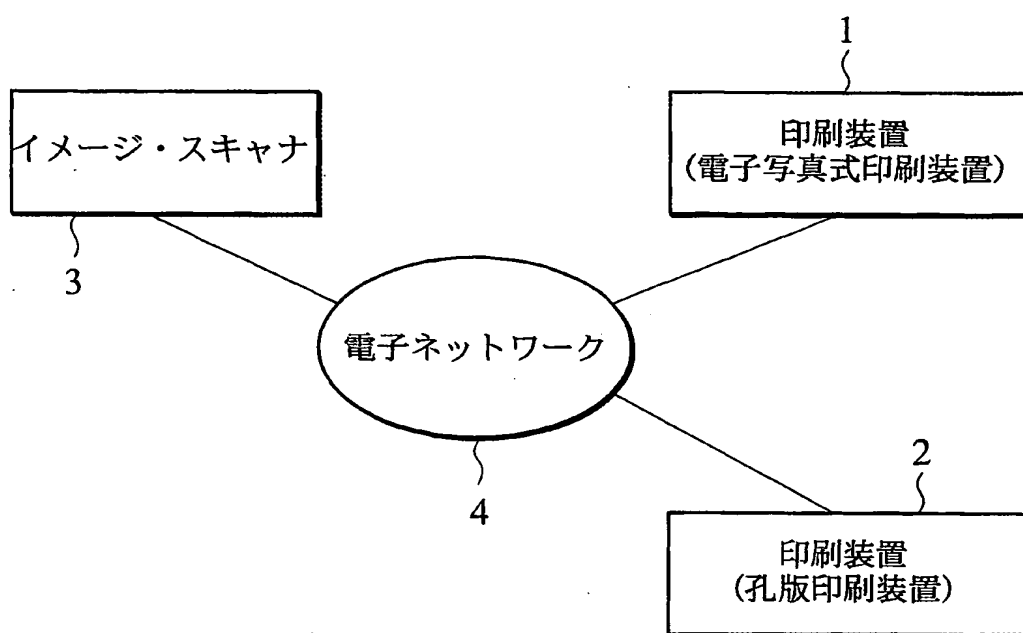 1
イメージ・スキャナ
印刷装置
(電子写真式印刷装置)
3
電子ネットワーク
4
2
印刷装置
(孔版印刷装置)